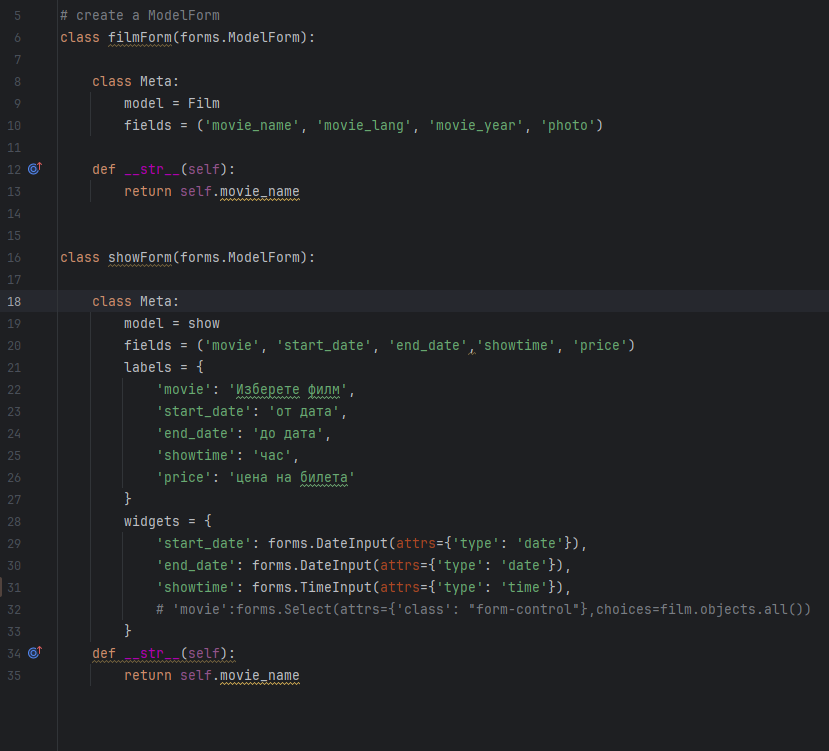 5 # create a ModelForm
6 class filmForm(forms.ModelForm):
7
8     class Meta:
9         model = Film
10         fields = ('movie_name', 'movie_lang', 'movie_year', 'photo')
11
12     def __str__(self):
13         return self.movie_name
14
15
16 class showForm(forms.ModelForm):
17
18     class Meta:
19         model = show
20         fields = ('movie', 'start_date', 'end_date','showtime', 'price')
21         labels = {
22             'movie': 'Изберете филм',
23             'start_date': 'от дата',
24             'end_date': 'до дата',
25             'showtime': 'час',
26             'price': 'цена на билета'
27         }
28         widgets = {
29             'start_date': forms.DateInput(attrs={'type': 'date'}),
30             'end_date': forms.DateInput(attrs={'type': 'date'}),
31             'showtime': forms.TimeInput(attrs={'type': 'time'}),
32             # 'movie':forms.Select(attrs={'class': "form-control"},choices=film.objects.all())
33         }
34     def __str__(self):
35         return self.movie_name